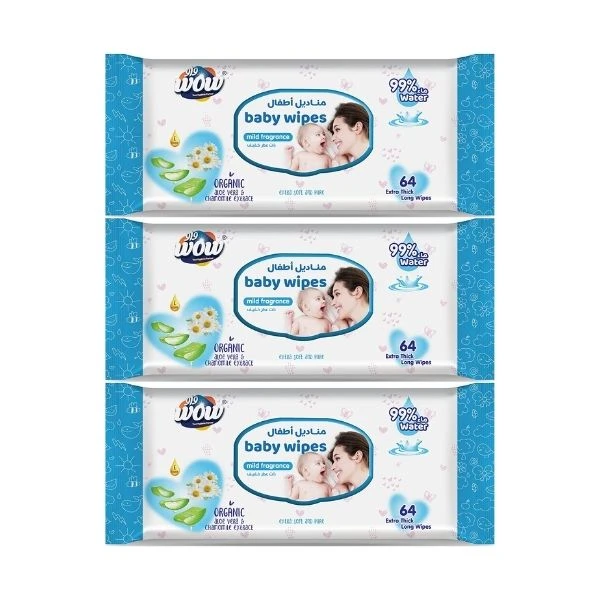 واو
wow
مناديل أطفال
baby wipes
mild fragrance
ذات عطر خفيف
99% ماء
Water
ORGANIC
aloe vera &
chamomile extract
extra soft and pure
64
Extra Thick
Long Wipes
واو
wow
مناديل أطفال
baby wipes
mild fragrance
ذات عطر خفيف
99% ماء
Water
ORGANIC
aloe vera &
chamomile extract
extra soft and pure
64
Extra Thick
Long Wipes
واو
wow
مناديل أطفال
baby wipes
mild fragrance
ذات عطر خفيف
99% ماء
Water
ORGANIC
aloe vera &
chamomile extract
extra soft and pure
64
Extra Thick
Long Wipes